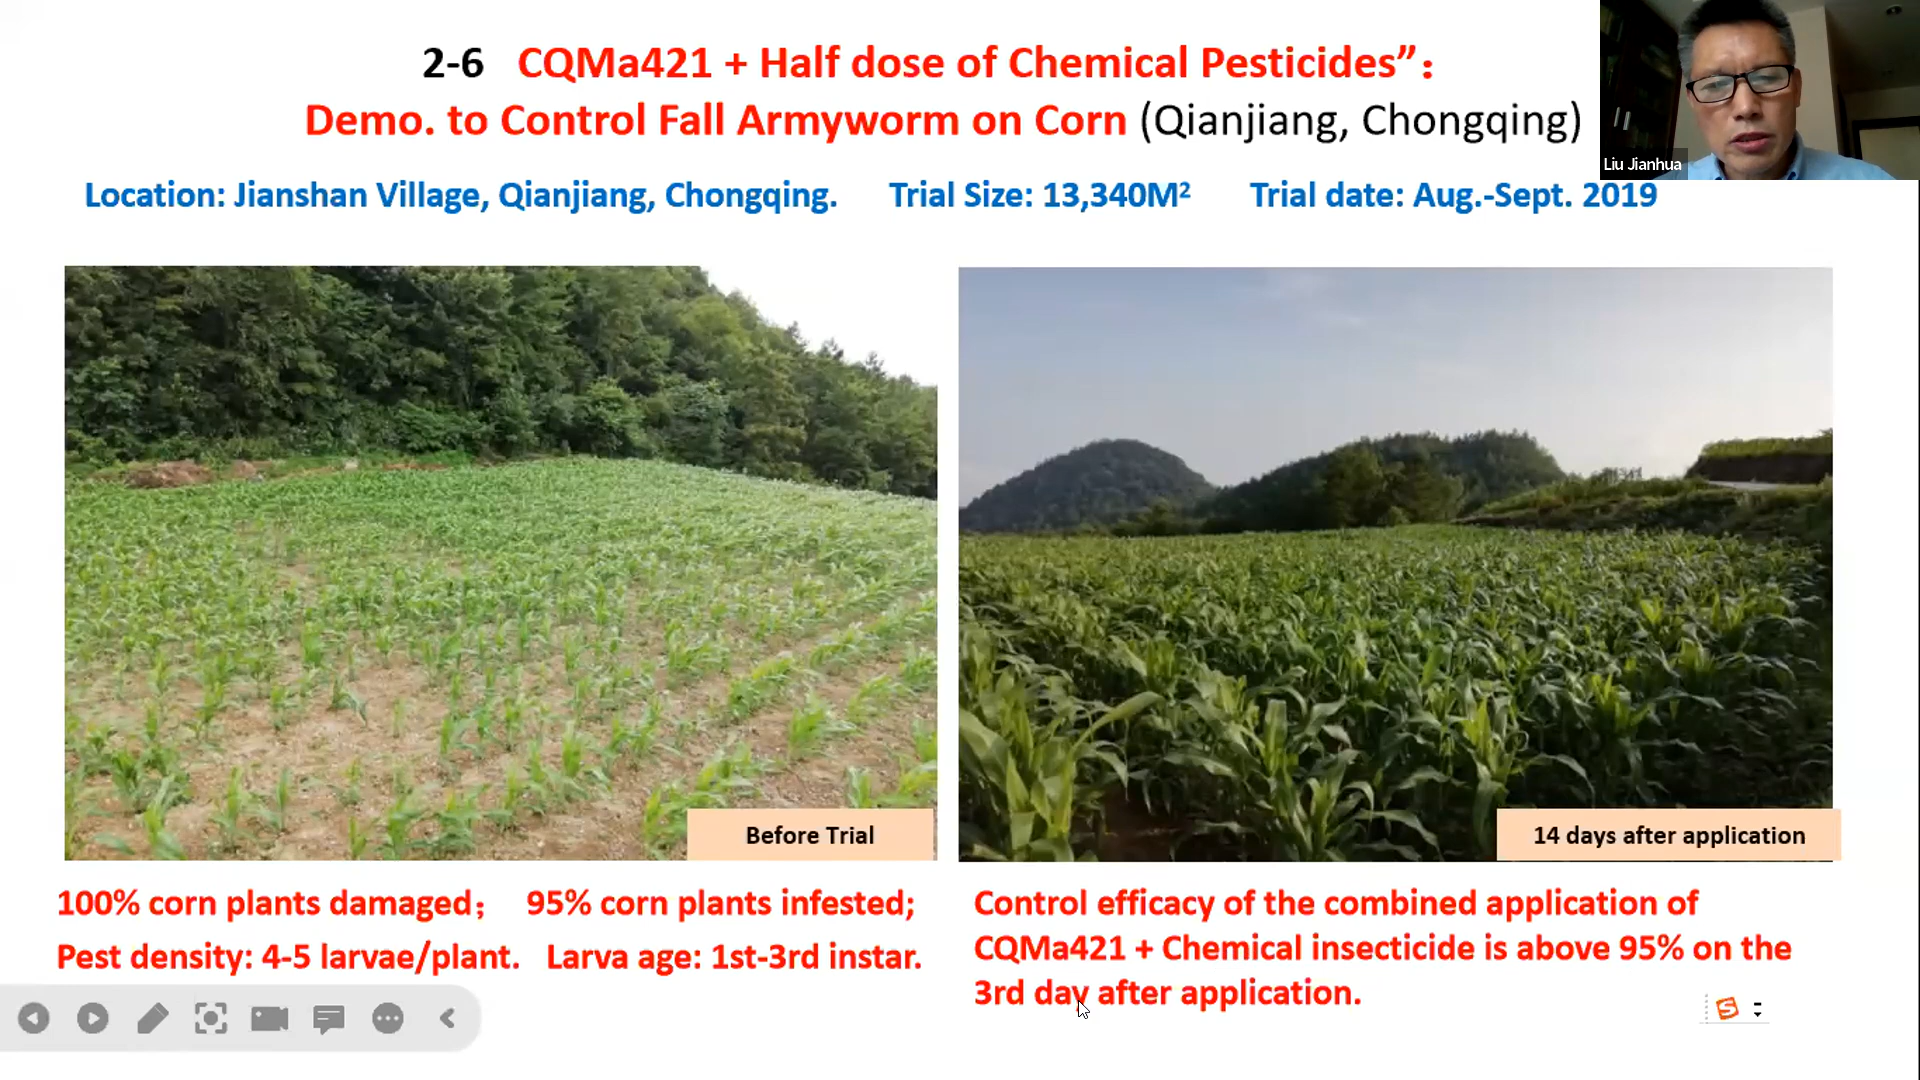 2-6 CQMa421 + Half dose of Chemical Pesticides”：
Demo. to Control Fall Armyworm on Corn (Qianjiang, Chongqing)
Liu Jianhua
Location: Jianshan Village, Qianjiang, Chongqing. Trial Size: 13,340M² Trial date: Aug.-Sept. 2019
Before Trial
14 days after application
100% corn plants damaged； 95% corn plants infested;
Pest density: 4-5 larvae/plant. Larva age: 1st-3rd instar.
Control efficacy of the combined application of
CQMa421 + Chemical insecticide is above 95% on the
3rd day after application.